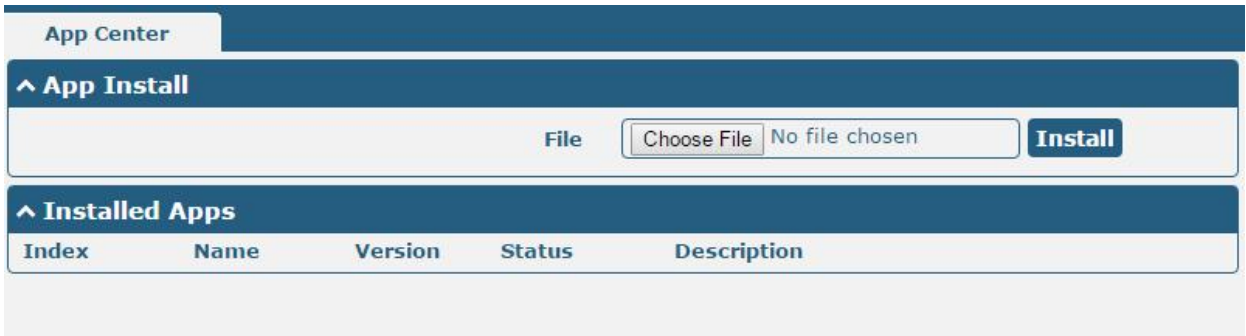 App Center
App Install
File Choose File No file chosen Install
Installed Apps
Index Name Version Status Description